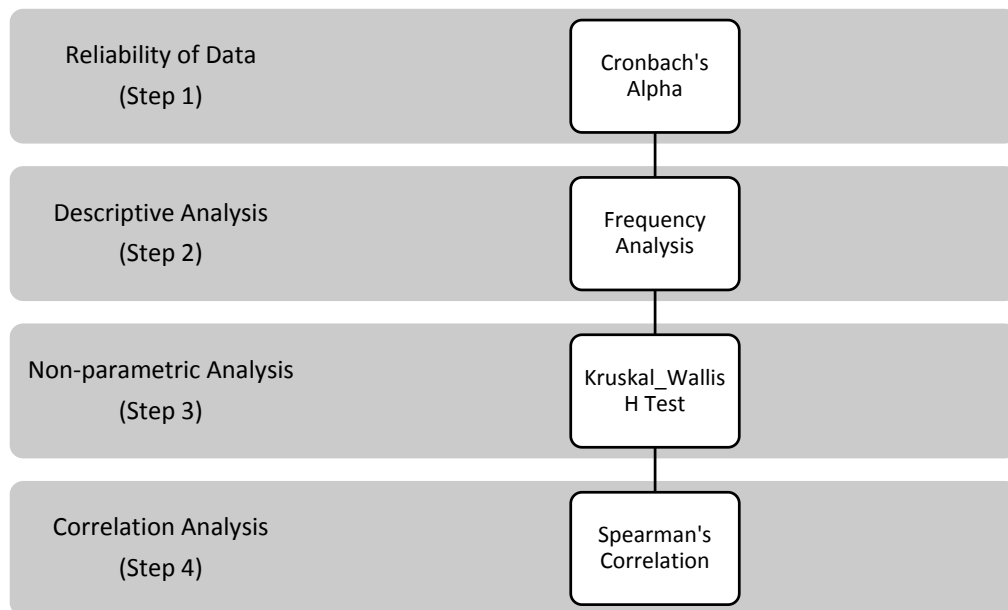 Reliability of Data
(Step 1)
Cronbach's
Alpha
Descriptive Analysis
(Step 2)
Frequency
Analysis
Non-parametric Analysis
(Step 3)
Kruskal_Wallis
H Test
Correlation Analysis
(Step 4)
Spearman's
Correlation